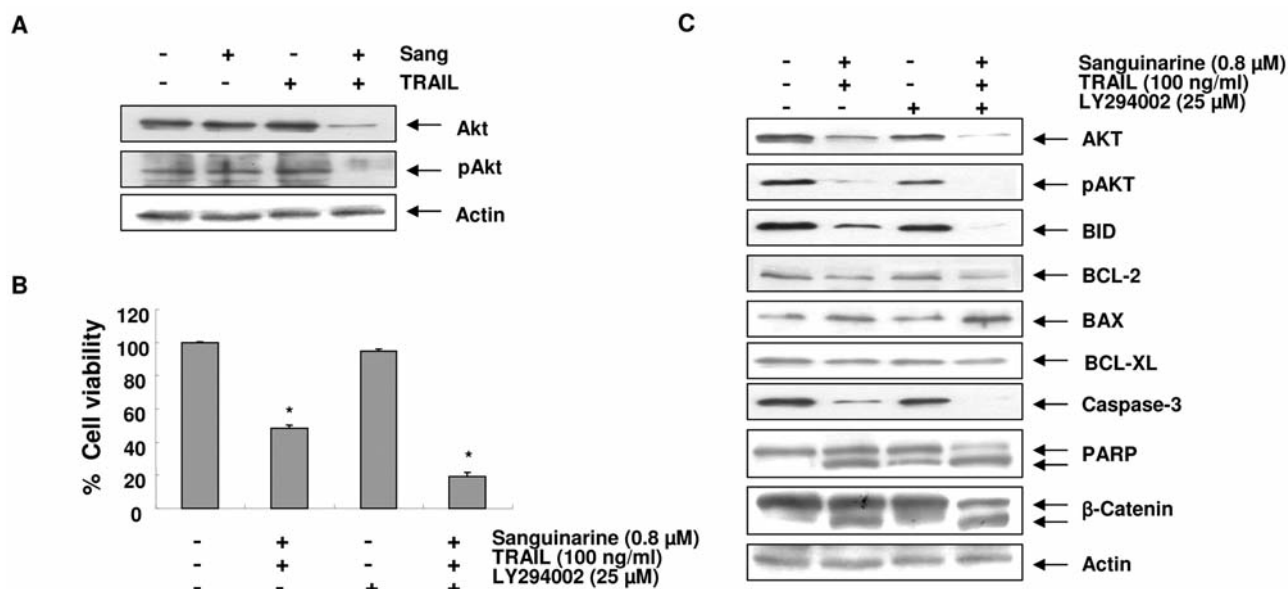 A
- + - + Sang
- - + + TRAIL
Akt
pAkt
Actin
B
% Cell viability
120
100
80
60
40
20
0
*
*
- + - + Sanguinarine (0.8 μM)
- + - + TRAIL (100 ng/ml)
- - + + LY294002 (25 μM)
C
- + - + Sanguinarine (0.8 μM)
- + - + TRAIL (100 ng/ml)
- - + + LY294002 (25 μM)
AKT
pAKT
BID
BCL-2
BAX
BCL-XL
Caspase-3
PARP
β-Catenin
Actin